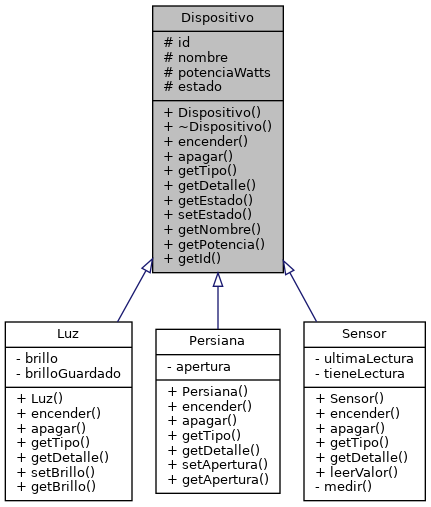 Dispositivo
# id
# nombre
# potenciaWatts
# estado
+ Dispositivo()
+ ~Dispositivo()
+ encender()
+ apagar()
+ getTipo()
+ getDetalle()
+ getEstado()
+ setEstado()
+ getNombre()
+ getPotencia()
+ getId()
Luz
- brillo
- brilloGuardado
+ Luz()
+ encender()
+ apagar()
+ getTipo()
+ getDetalle()
+ setBrillo()
+ getBrillo()
Persiana
- apertura
+ Persiana()
+ encender()
+ apagar()
+ getTipo()
+ getDetalle()
+ setApertura()
+ getApertura()
Sensor
- ultimaLectura
- tieneLectura
+ Sensor()
+ encender()
+ apagar()
+ getTipo()
+ getDetalle()
+ leerValor()
- medir()